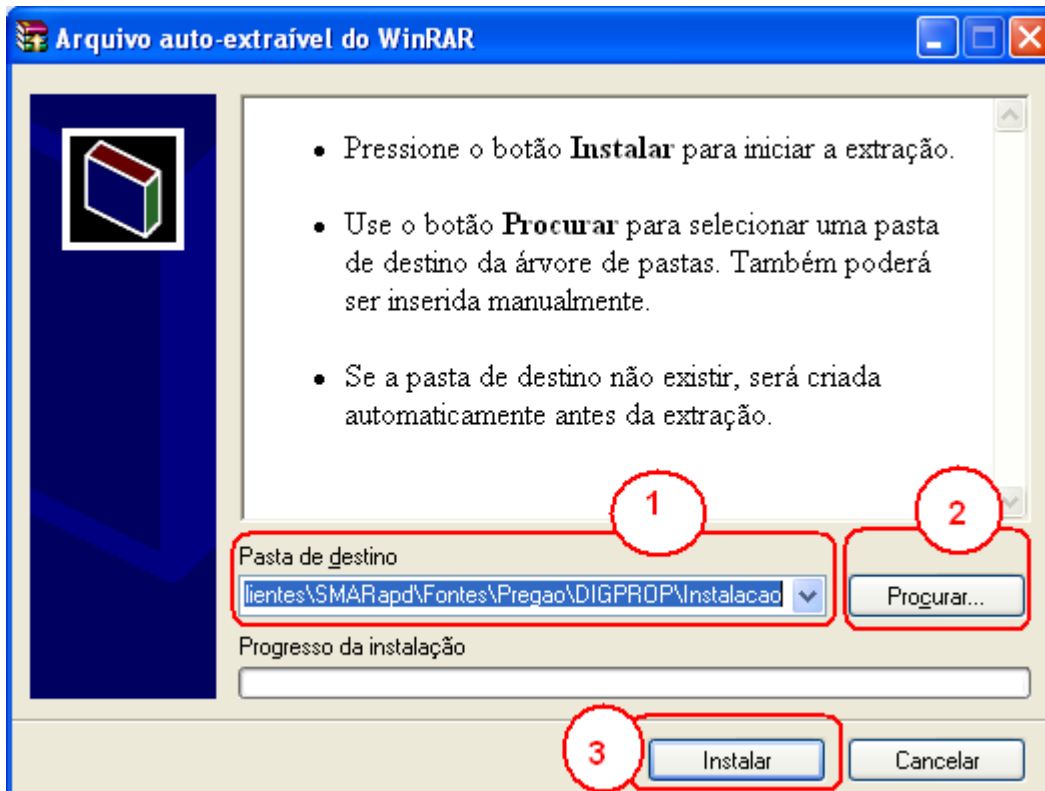 Arquivo auto-extraível do WinRAR
• Pressione o botão Instalar para iniciar a extração.
• Use o botão Procurar para selecionar uma pasta
de destino da árvore de pastas. Também poderá
ser inserida manualmente.
• Se a pasta de destino não existir, será criada
automaticamente antes da extração.
1
2
Pasta de destino
lientes\SMARapd\Fontes\Pregao\DIGPROP\Instalacao
Procurar...
Progresso da instalação
3
Instalar
Cancelar